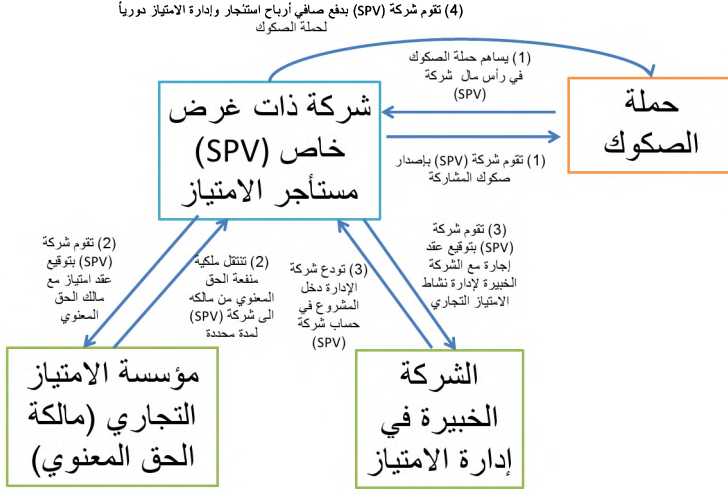 (4) تقوم شركة (SPV) بدفع صافي أرباح استئجار وإدارة الامتياز دورياً
لحملة الصكوك
(1) يساهم حملة الصكوك
في رأس مال شركة
(SPV)
حملة
الصكوك
شركة ذات غرض
خاص (SPV)
مستأجر الامتياز
(1) تقوم شركة (SPV) بإصدار
صكوك المشاركة
(3) تقوم شركة
(SPV) بتوقيع عقد
إجارة مع الشركة
الخبيرة لإدارة نشاط
الامتياز التجاري
(3) تودع شركة
الإدارة دخل
المشروع في
حساب شركة
(SPV)
(2) تنتقل ملكية
منفعة الحق
المعنوي من مالكه
الى شركة (SPV)
لمدة محددة
(2) تقوم شركة
(SPV) بتوقيع
عقد امتياز مع
مالك الحق
المعنوي
الشركة
الخبيرة في
إدارة الامتياز
مؤسسة الامتياز
التجاري (مالكة
الحق المعنوي)